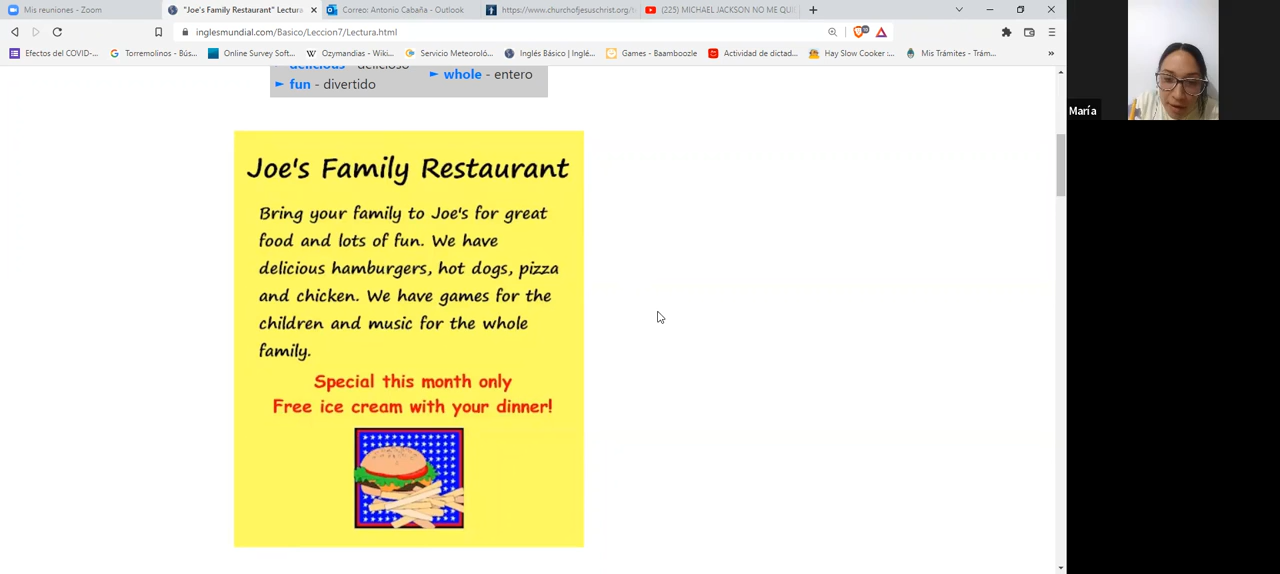 Mis reuniones - Zoom
"Joe's Family Restaurant" Lectura
Correo: Antonio Cabaña - Outlook
https://www.churchofjesuschrist.org/
(225) MICHAEL JACKSON NO ME QUI
inglesmundial.com/Basico/Leccion7/Lectura.html
Efectos del COVID-...
Torremolinos - Bús...
Online Survey Soft...
Ozymandias - Wiki...
Servicio Meteoroló...
Inglés Básico | Inglé...
Games - Baamboozle
Actividad de dictad...
Hay Slow Cooker :...
Mis Trámites - Trám...
delicious - delicioso
whole - entero
fun - divertido
María
Joe's Family Restaurant
Bring your family to Joe's for great
food and lots of fun. We have
delicious hamburgers, hot dogs, pizza
and chicken. We have games for the
children and music for the whole
family.
Special this month only
Free ice cream with your dinner!